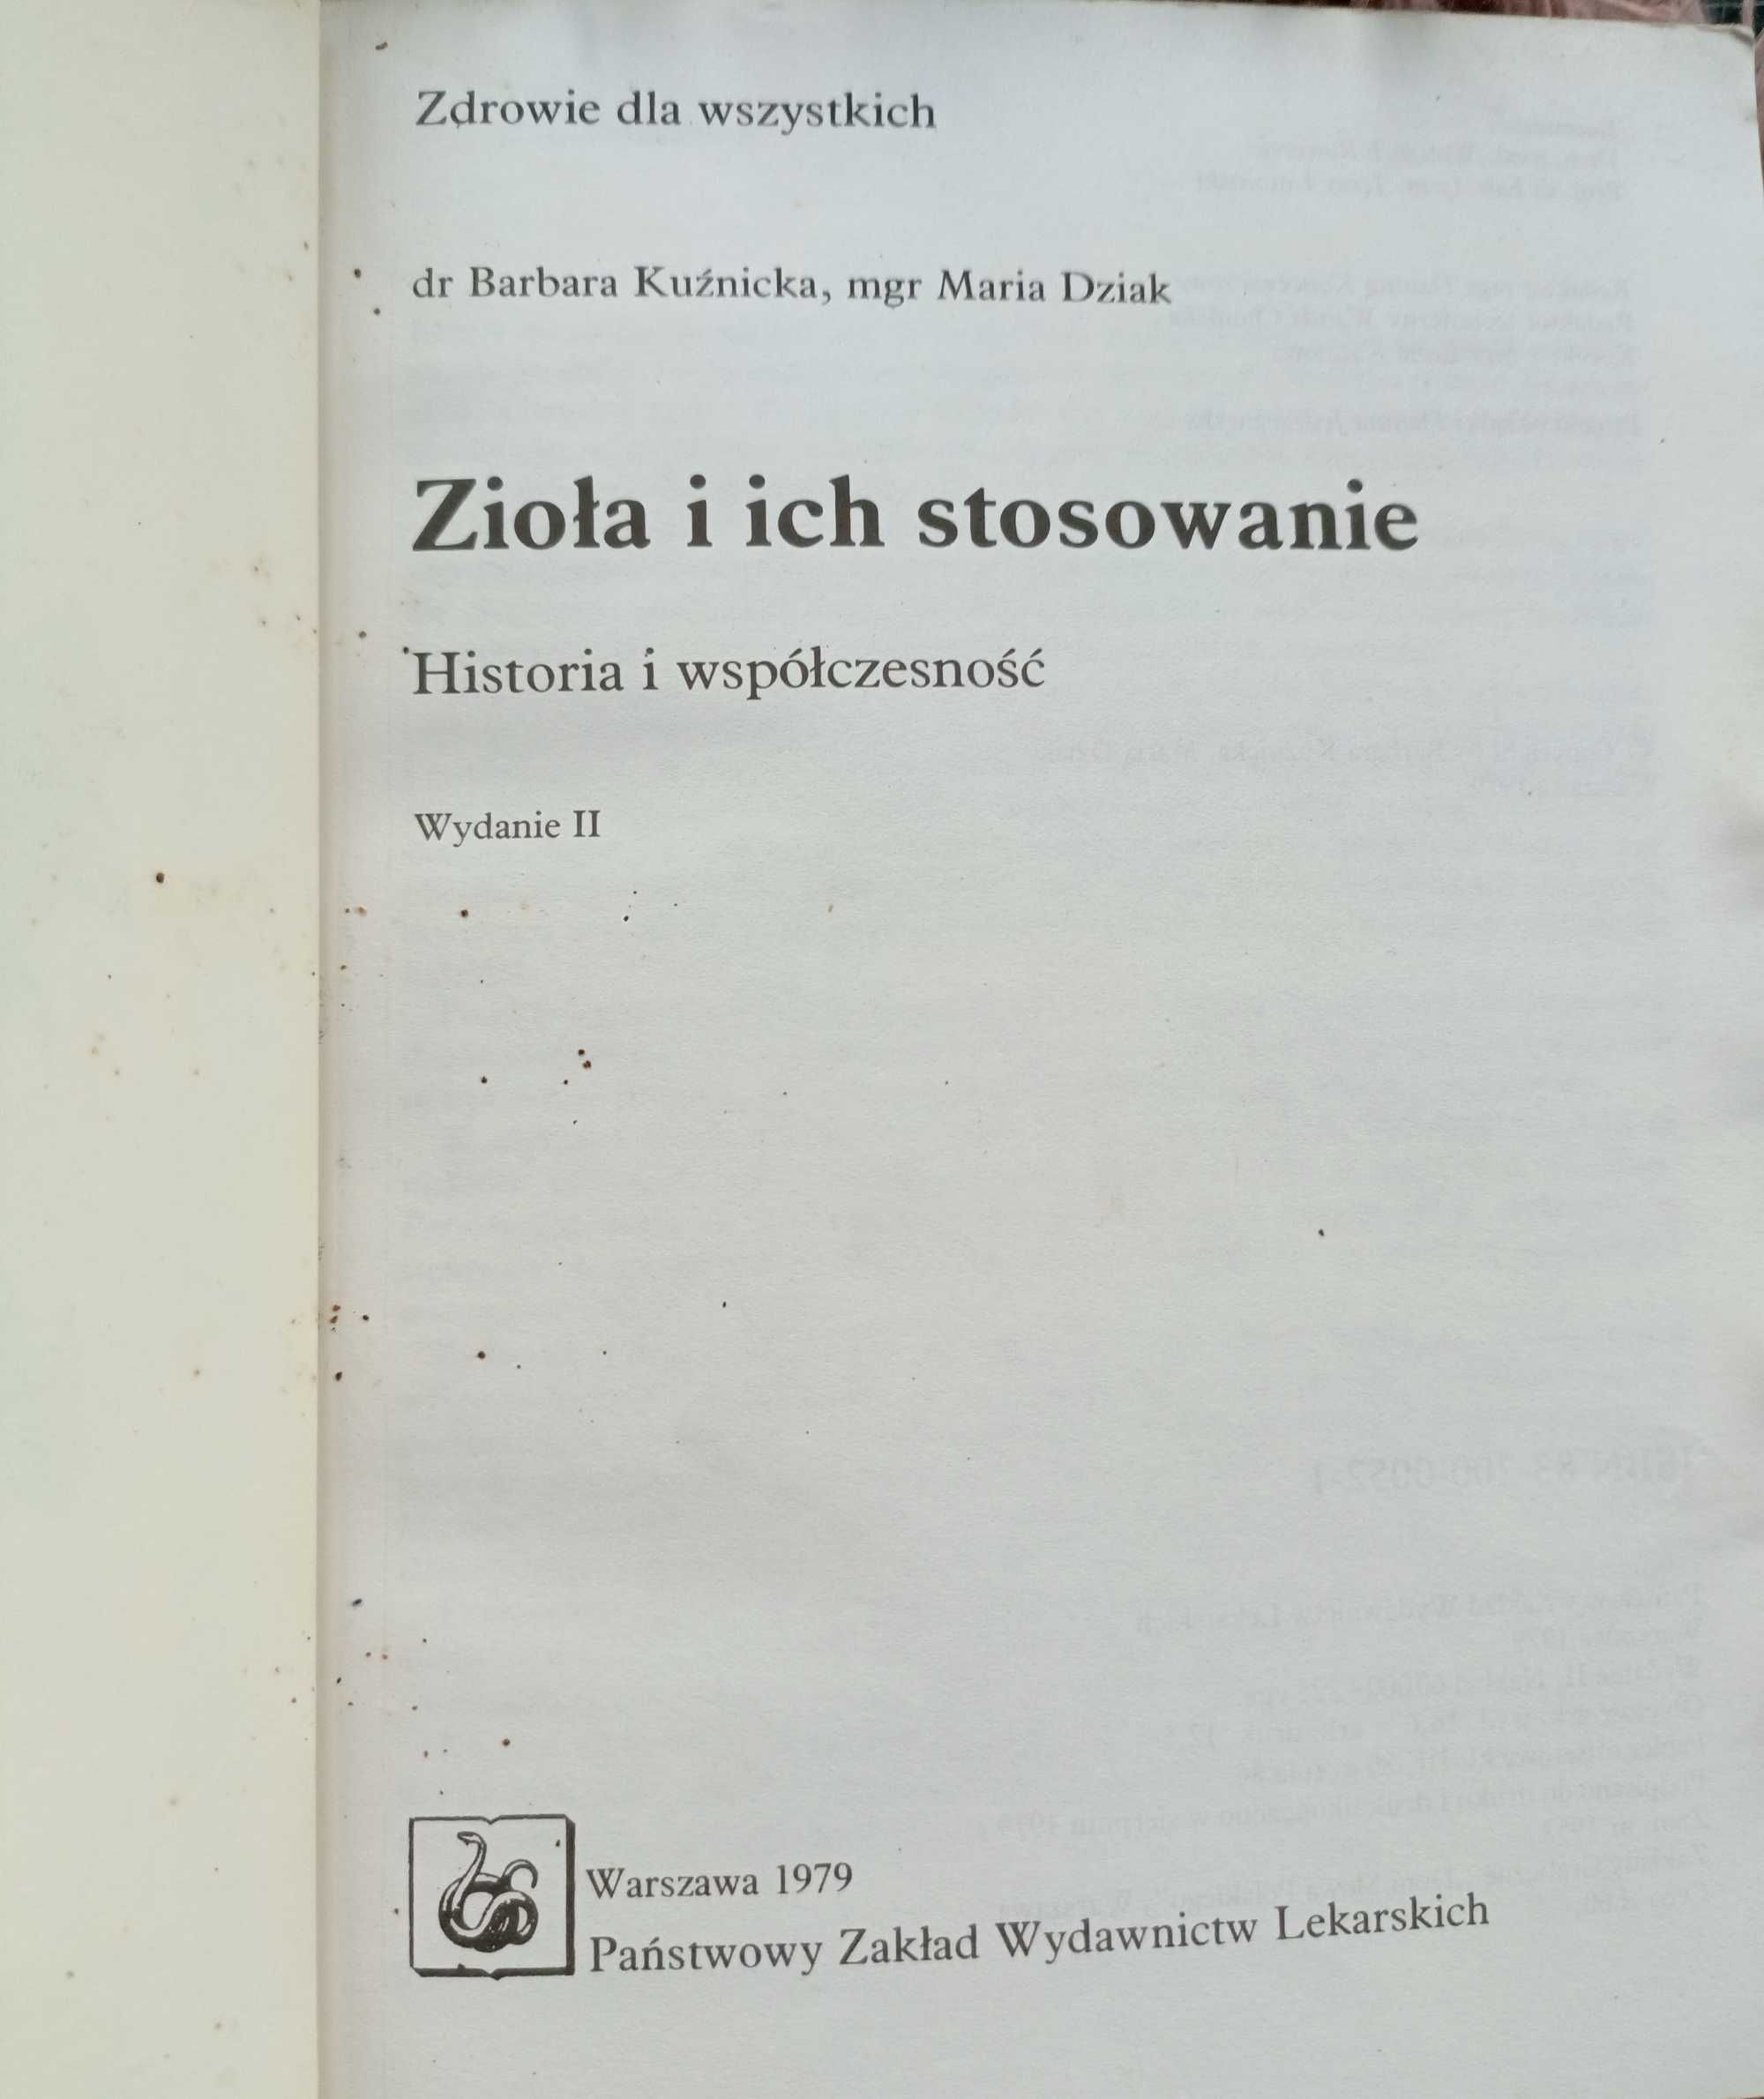 Zdrowie dla wszystkich
dr Barbara Kuźnicka, mgr Maria Dziak
Zioła i ich stosowanie
Historia i współczesność
Wydanie II
Warszawa 1979
Państwowy Zakład Wydawnictw Lekarskich